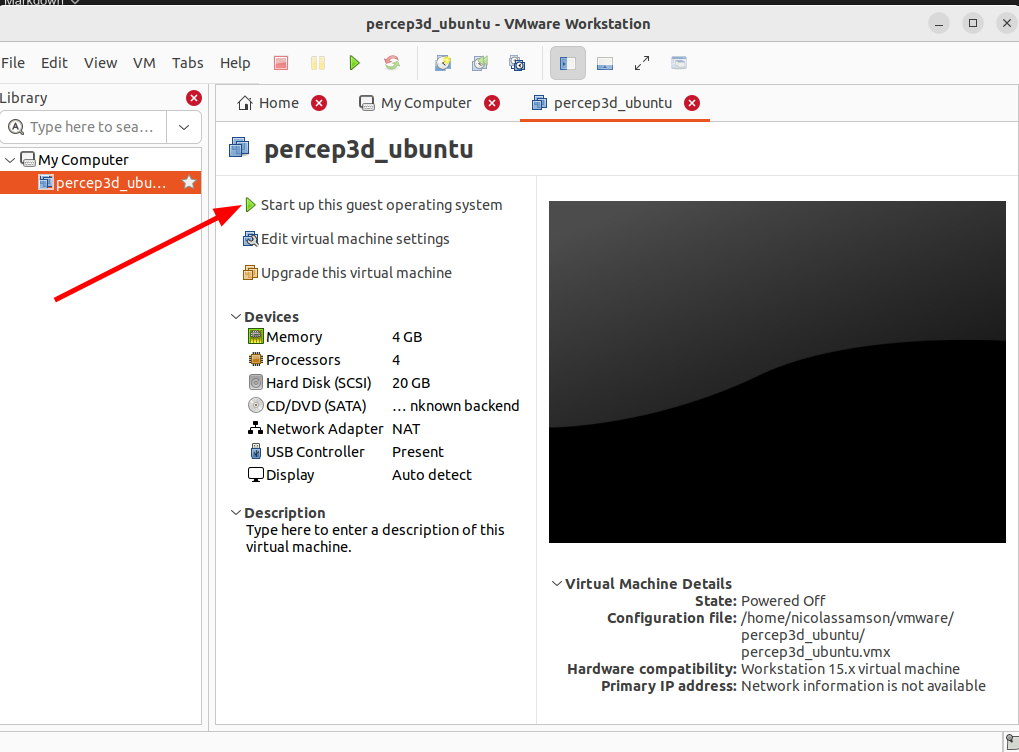 Markdown
percep3d_ubuntu - VMware Workstation
File Edit View VM Tabs Help
Library
Type here to sea...
My Computer
percep3d_ubu...
Home My Computer percep3d_ubuntu
percep3d_ubuntu
Start up this guest operating system
Edit virtual machine settings
Upgrade this virtual machine
Devices
Memory 4 GB
Processors 4
Hard Disk (SCSI) 20 GB
CD/DVD (SATA) ... nknown backend
Network Adapter NAT
USB Controller Present
Display Auto detect
Description
Type here to enter a description of this
virtual machine.
Virtual Machine Details
State: Powered Off
Configuration file: /home/nicolassamson/vmware/
percep3d_ubuntu/
percep3d_ubuntu.vmx
Hardware compatibility: Workstation 15.x virtual machine
Primary IP address: Network information is not available